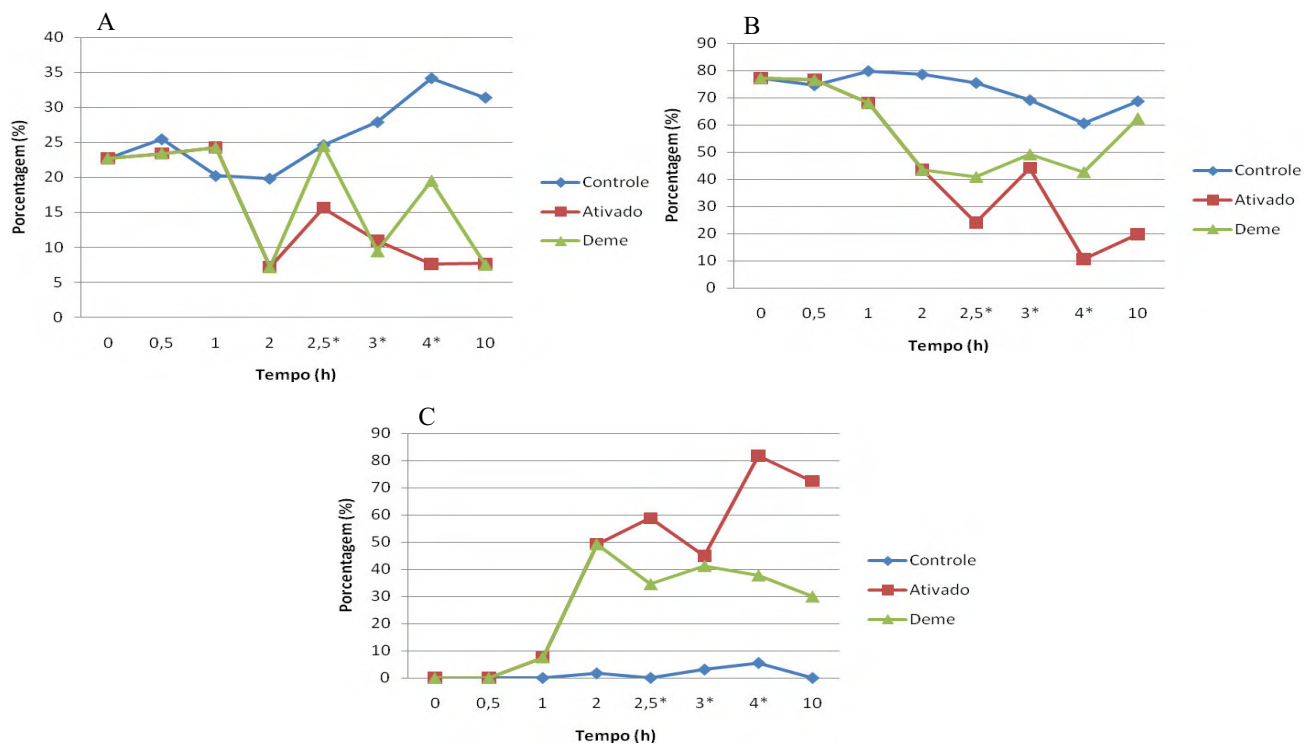 A
40
35
30
25
20
15
10
5
0
Porcentagem (%)
0 0,5 1 2 2,5* 3* 4* 10
Tempo (h)
Controle
Ativado
Deme
B
90
80
70
60
50
40
30
20
10
0
Porcentagem (%)
0 0,5 1 2 2,5* 3* 4* 10
Tempo (h)
Controle
Ativado
Deme
C
90
80
70
60
50
40
30
20
10
0
Porcentagem (%)
0 0,5 1 2 2,5* 3* 4* 10
Tempo (h)
Controle
Ativado
Deme